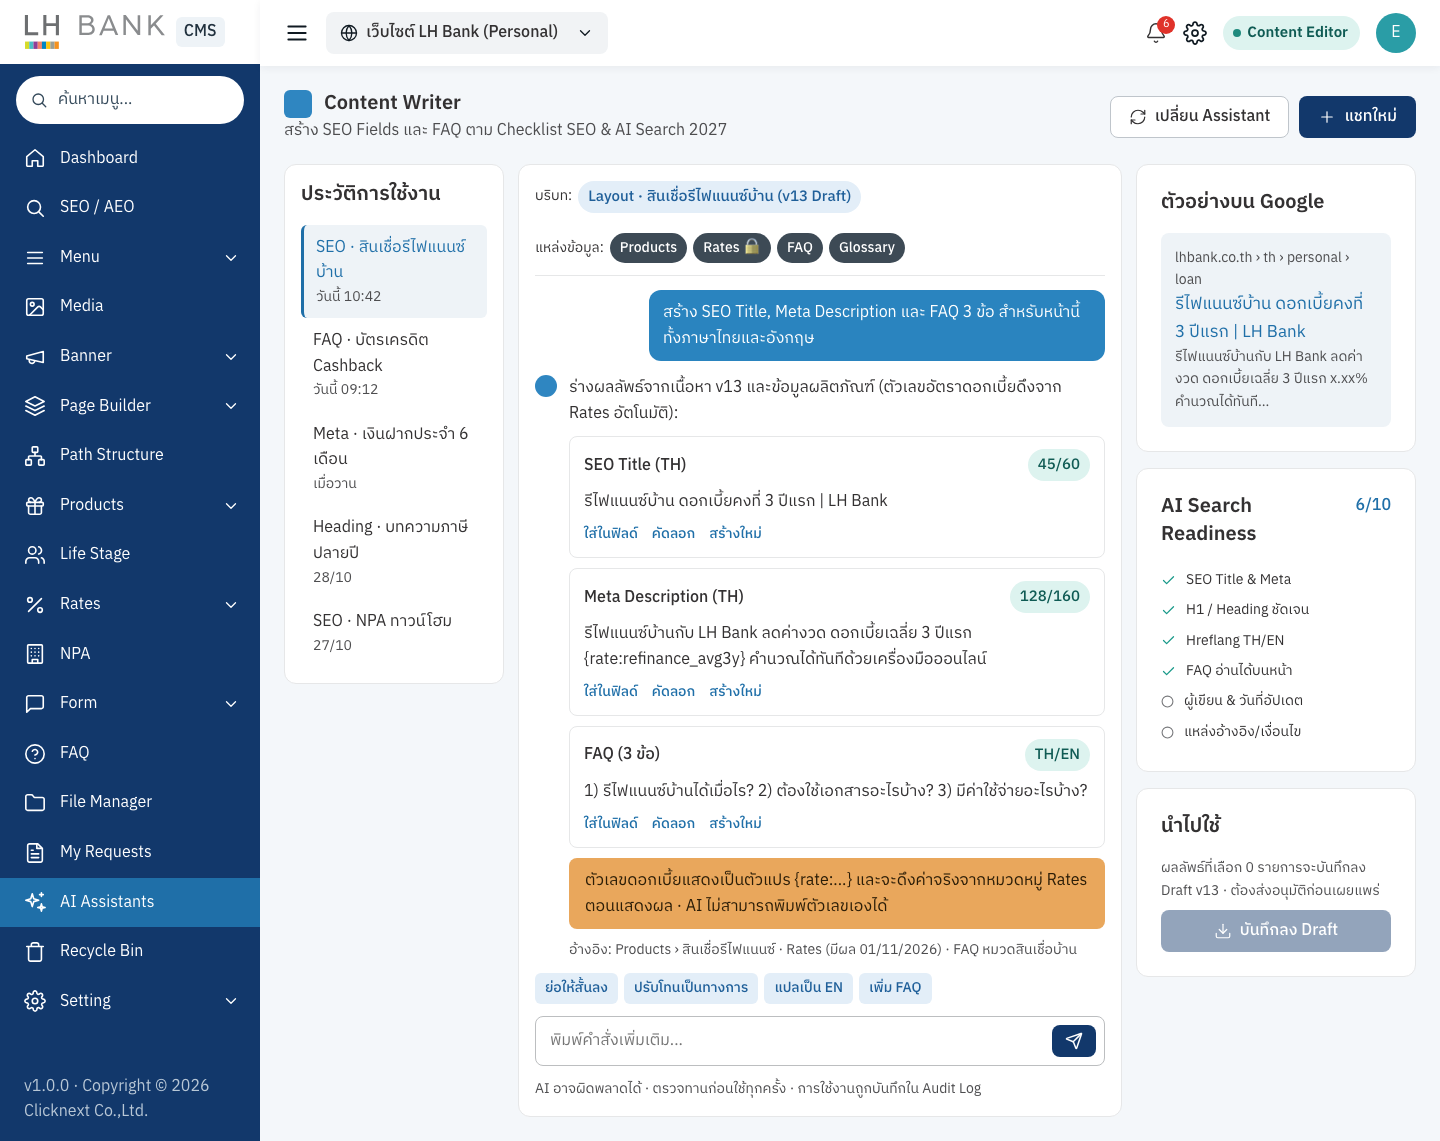 LH BANK CMS
เว็บไซต์ LH Bank (Personal)
6
Content Editor
E
ค้นหาเมนู...
Dashboard
SEO / AEO
Menu
Media
Banner
Page Builder
Path Structure
Products
Life Stage
Rates
NPA
Form
FAQ
File Manager
My Requests
AI Assistants
Recycle Bin
Setting
v1.0.0 · Copyright © 2026
Clicknext Co.,Ltd.
Content Writer
สร้าง SEO Fields และ FAQ ตาม Checklist SEO & AI Search 2027
เปลี่ยน Assistant
แชทใหม่
ประวัติการใช้งาน
SEO · สินเชื่อรีไฟแนนซ์
บ้าน
วันนี้ 10:42
FAQ · บัตรเครดิต
Cashback
วันนี้ 09:12
Meta · เงินฝากประจำ 6
เดือน
เมื่อวาน
Heading · บทความภาษี
ปลายปี
28/10
SEO · NPA ทาวน์โฮม
27/10
บริบท: Layout · สินเชื่อรีไฟแนนซ์บ้าน (v13 Draft)
แหล่งข้อมูล: Products Rates 🔒 FAQ Glossary
สร้าง SEO Title, Meta Description และ FAQ 3 ข้อ สำหรับหน้านี้
ทั้งภาษาไทยและอังกฤษ
ร่างผลลัพธ์จากเนื้อหา v13 และข้อมูลผลิตภัณฑ์ (ตัวเลขอัตราดอกเบี้ยดึงจาก
Rates อัตโนมัติ):
SEO Title (TH) 45/60
รีไฟแนนซ์บ้าน ดอกเบี้ยคงที่ 3 ปีแรก | LH Bank
ใส่ในฟิลด์ คัดลอก สร้างใหม่
Meta Description (TH) 128/160
รีไฟแนนซ์บ้านกับ LH Bank ลดค่างวด ดอกเบี้ยเฉลี่ย 3 ปีแรก
{rate:refinance_avg3y} คำนวณได้ทันทีด้วยเครื่องมือออนไลน์
ใส่ในฟิลด์ คัดลอก สร้างใหม่
FAQ (3 ข้อ) TH/EN
1) รีไฟแนนซ์บ้านได้เมื่อไร? 2) ต้องใช้เอกสารอะไรบ้าง? 3) มีค่าใช้จ่ายอะไรบ้าง?
ใส่ในฟิลด์ คัดลอก สร้างใหม่
ตัวเลขดอกเบี้ยแสดงเป็นตัวแปร {rate:...} และจะดึงค่าจริงจากหมวดหมู่ Rates
ตอนแสดงผล · AI ไม่สามารถพิมพ์ตัวเลขเองได้
อ้างอิง: Products › สินเชื่อรีไฟแนนซ์ · Rates (มีผล 01/11/2026) · FAQ หมวดสินเชื่อบ้าน
ย่อให้สั้นลง ปรับโทนเป็นทางการ แปลเป็น EN เพิ่ม FAQ
พิมพ์คำสั่งเพิ่มเติม...
AI อาจผิดพลาดได้ · ตรวจทานก่อนใช้ทุกครั้ง · การใช้งานถูกบันทึกใน Audit Log
ตัวอย่างบน Google
lhbank.co.th › th › personal ›
loan
รีไฟแนนซ์บ้าน ดอกเบี้ยคงที่
3 ปีแรก | LH Bank
รีไฟแนนซ์บ้านกับ LH Bank ลดค่า
งวด ดอกเบี้ยเฉลี่ย 3 ปีแรก x.xx%
คำนวณได้ทันที...
AI Search
Readiness
6/10
SEO Title & Meta
H1 / Heading ชัดเจน
Hreflang TH/EN
FAQ อ่านได้บนหน้า
ผู้เขียน & วันที่อัปเดต
แหล่งอ้างอิง/เงื่อนไข
นำไปใช้
ผลลัพธ์ที่เลือก 0 รายการจะบันทึกลง
Draft v13 · ต้องส่งอนุมัติก่อนเผยแพร่
บันทึกลง Draft